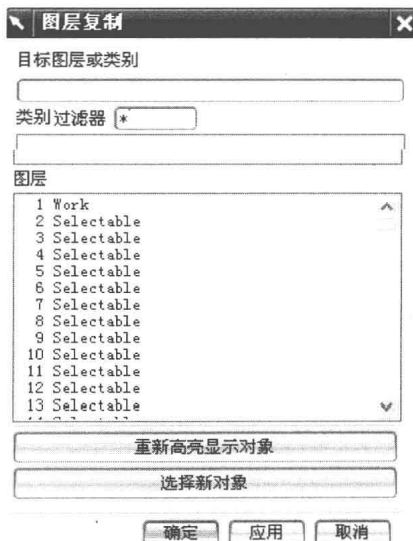 图层复制
目标图层或类别
类别过滤器 *
图层
1 Work
2 Selectable
3 Selectable
4 Selectable
5 Selectable
6 Selectable
7 Selectable
8 Selectable
9 Selectable
10 Selectable
11 Selectable
12 Selectable
13 Selectable
重新高亮显示对象
选择新对象
确定 应用 取消